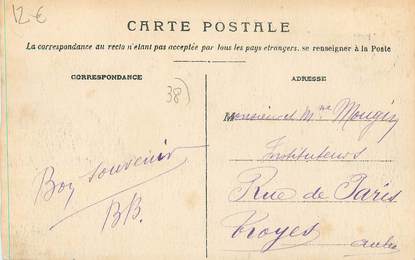 12 €
CARTE POSTALE
La correspondance au recto n'étant pas acceptée par tous les pays étrangers, se renseigner à la Poste
CORRESPONDANCE
ADRESSE
38)
Monsieur et Mme Mougin
Instituteurs
Bon souvenir
Rue de Paris
BB.
Troyes
Aube